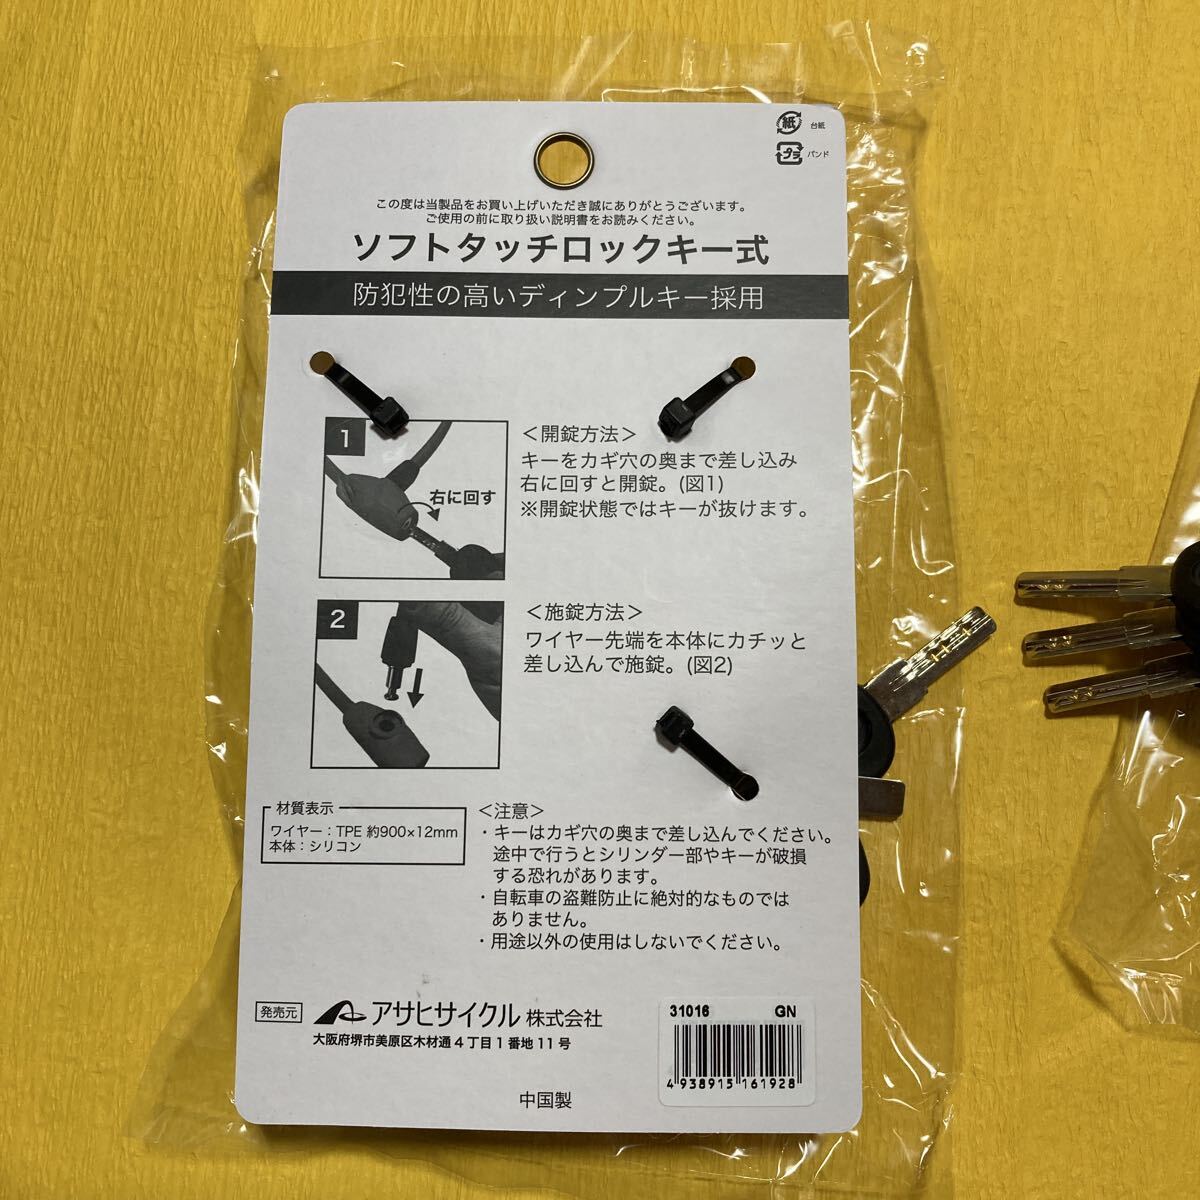 紙 台紙
プラ バンド
この度は当製品をお買い上げいただき誠にありがとうございます。
ご使用の前に取り扱い説明書をお読みください。
ソフトタッチロックキー式
防犯性の高いディンプルキー採用
1
右に回す
＜開錠方法＞
キーをカギ穴の奥まで差し込み
右に回すと開錠。(図1)
※開錠状態ではキーが抜けます。
2
＜施錠方法＞
ワイヤー先端を本体にカチッと
差し込んで施錠。(図2)
材質表示
ワイヤー：TPE 約900×12mm
本体：シリコン
＜注意＞
・キーはカギ穴の奥まで差し込んでください。
途中で行うとシリンダー部やキーが破損
する恐れがあります。
・自転車の盗難防止に絶対的なものでは
ありません。
・用途以外の使用はしないでください。
発売元 アサヒサイクル 株式会社
大阪府堺市美原区木材通4丁目1番地11号
中国製
31016 GN
4 938915 161928